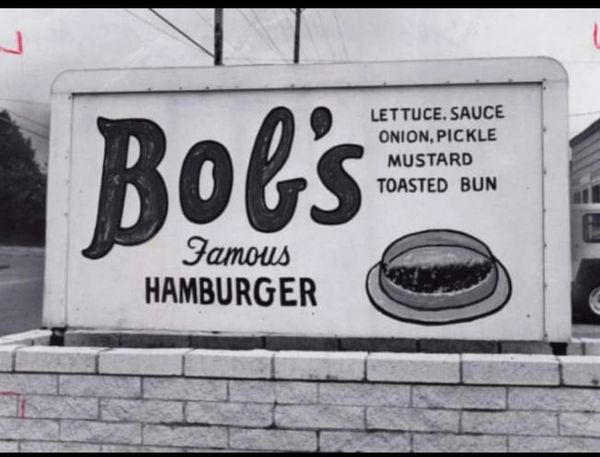 Bob's
Famous
HAMBURGER
LETTUCE, SAUCE
ONION, PICKLE
MUSTARD
TOASTED BUN